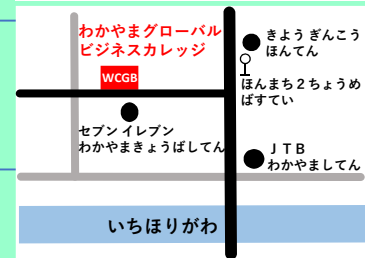 わかやまグローバル
ビジネスカレッジ
WCGB
セブン イレブン
わかやまきょうばしてん
きよう ぎんこう
ほんてん
ほんまち２ちょうめ
ばすてい
ＪＴＢ
わかやましてん
いちほりがわ